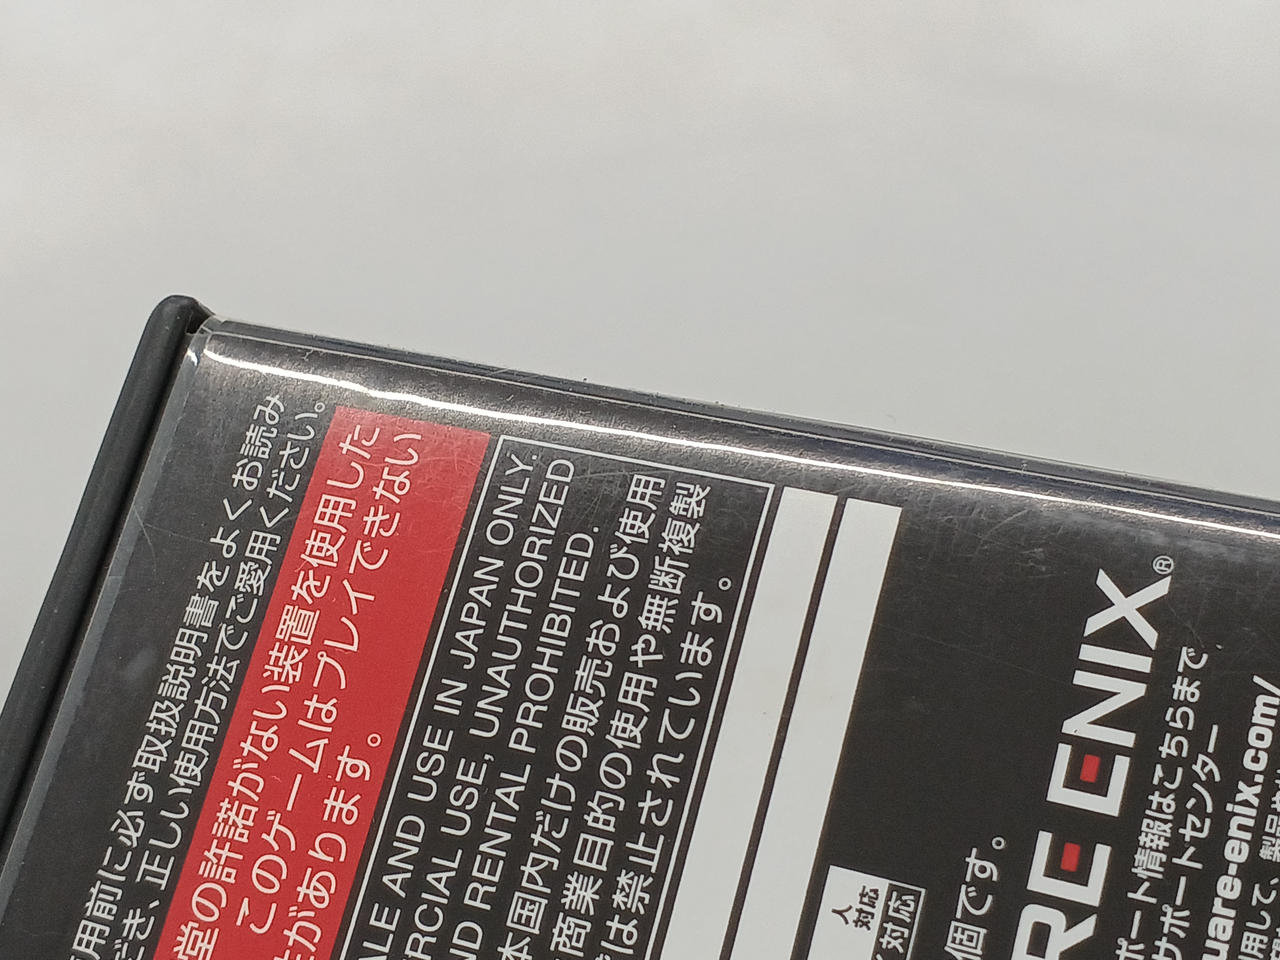 用前に必ず取扱説明書をよくお読み
だき、正しい使用方法でご愛用ください。
堂の許諾がない装置を使用した
このゲームはプレイできない
があります。
ALE AND USE IN JAPAN ONLY.
RCIAL USE, UNAUTHORIZED
ND RENTAL PROHIBITED.
本国内だけの販売および使用
商業目的の使用や無断複製
は禁止されています。
人
対応
対応
個です。
RE ENIX®
ポート情報はこちらまで
サポートセンター
uare-enix.com/
用して、製品